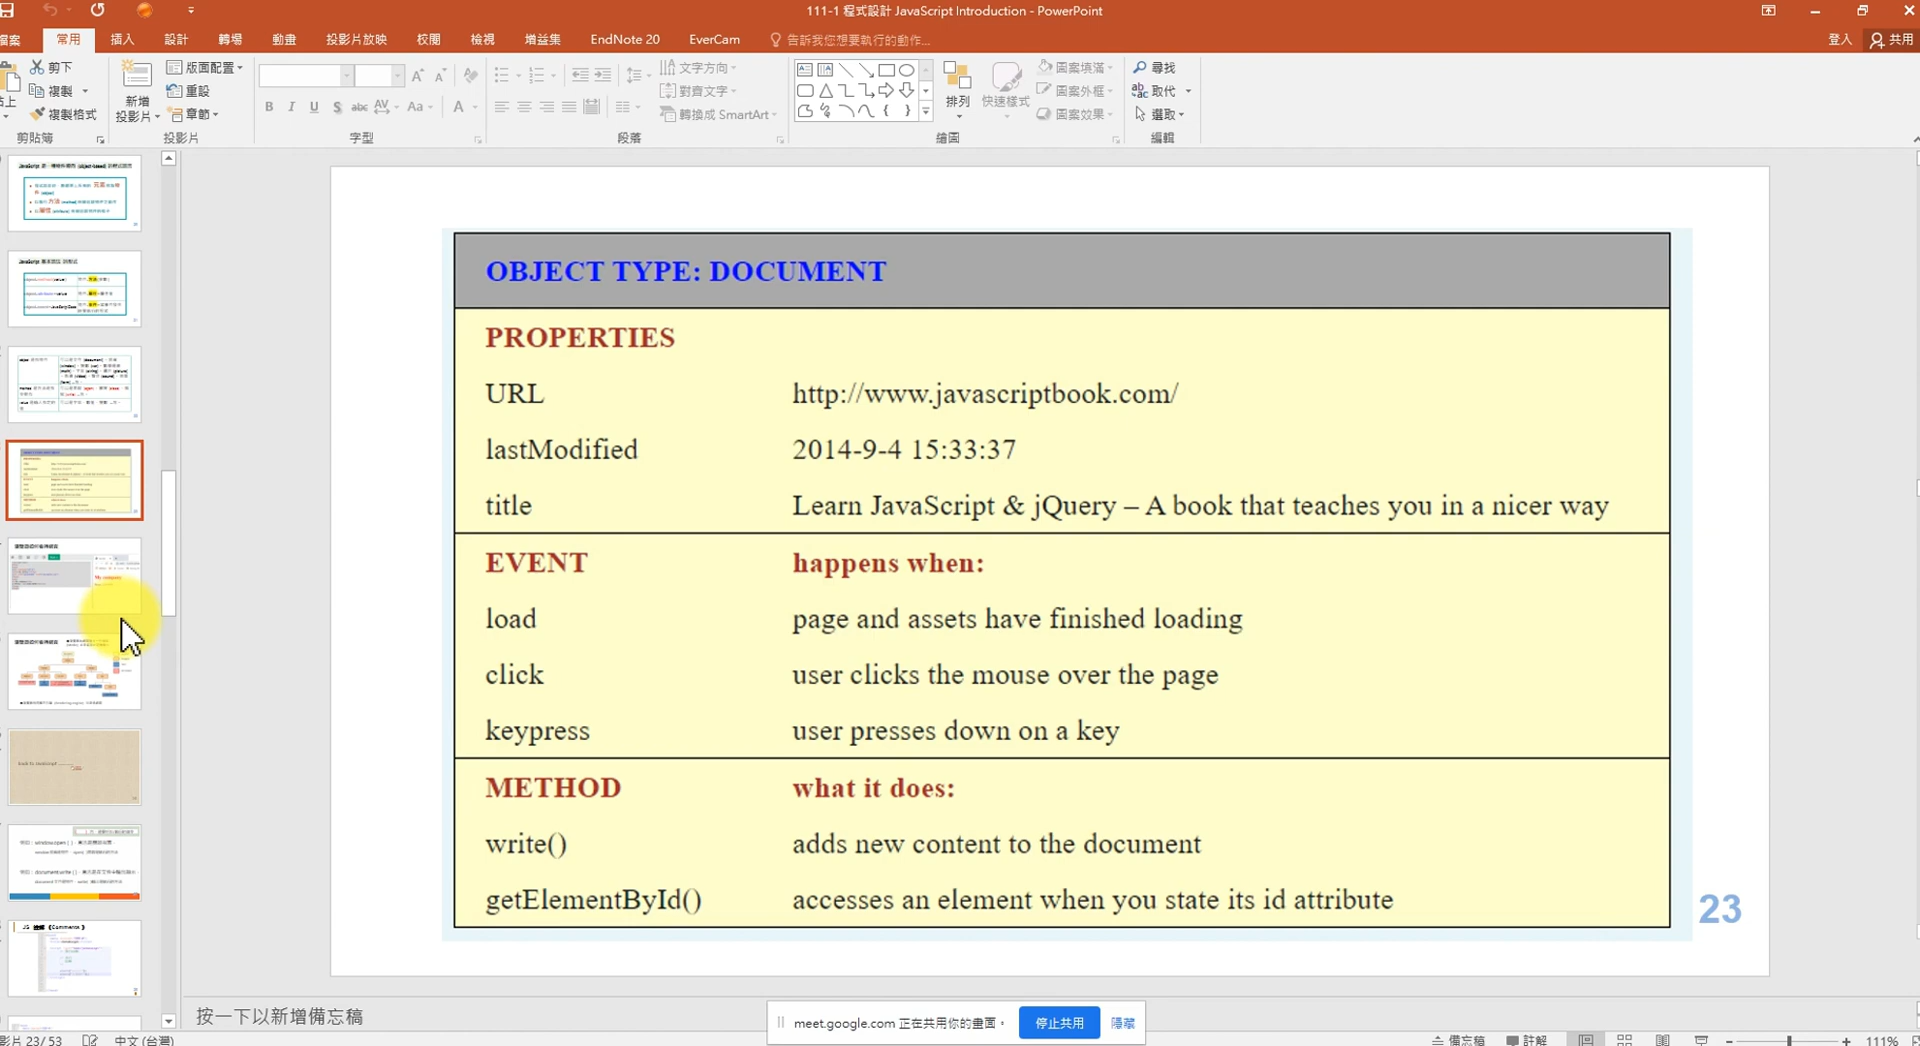 111-1 程式設計 JavaScript Introduction - PowerPoint
常用 插入 設計 轉場 動畫 投影片放映 校閱 檢視 增益集 EndNote 20 EverCam 告訴我您想要執行的動作... 登入 共用
剪下
複製
複製格式
剪貼簿
新增
投影片
版面配置
重設
章節
投影片
字型
文字方向
對齊文字
轉換成 SmartArt
段落
排列
快速樣式
圖案填滿
圖案外框
圖案效果
繪圖
尋找
取代
選取
編輯
OBJECT TYPE: DOCUMENT
PROPERTIES
URL http://www.javascriptbook.com/
lastModified 2014-9-4 15:33:37
title Learn JavaScript & jQuery – A book that teaches you in a nicer way
EVENT happens when:
load page and assets have finished loading
click user clicks the mouse over the page
keypress user presses down on a key
METHOD what it does:
write() adds new content to the document
getElementById() accesses an element when you state its id attribute
23
按一下以新增備忘稿
meet.google.com 正在共用你的畫面。 停止共用 隱藏
影片 23/53 中文 (台灣) 備忘稿 註解 111%